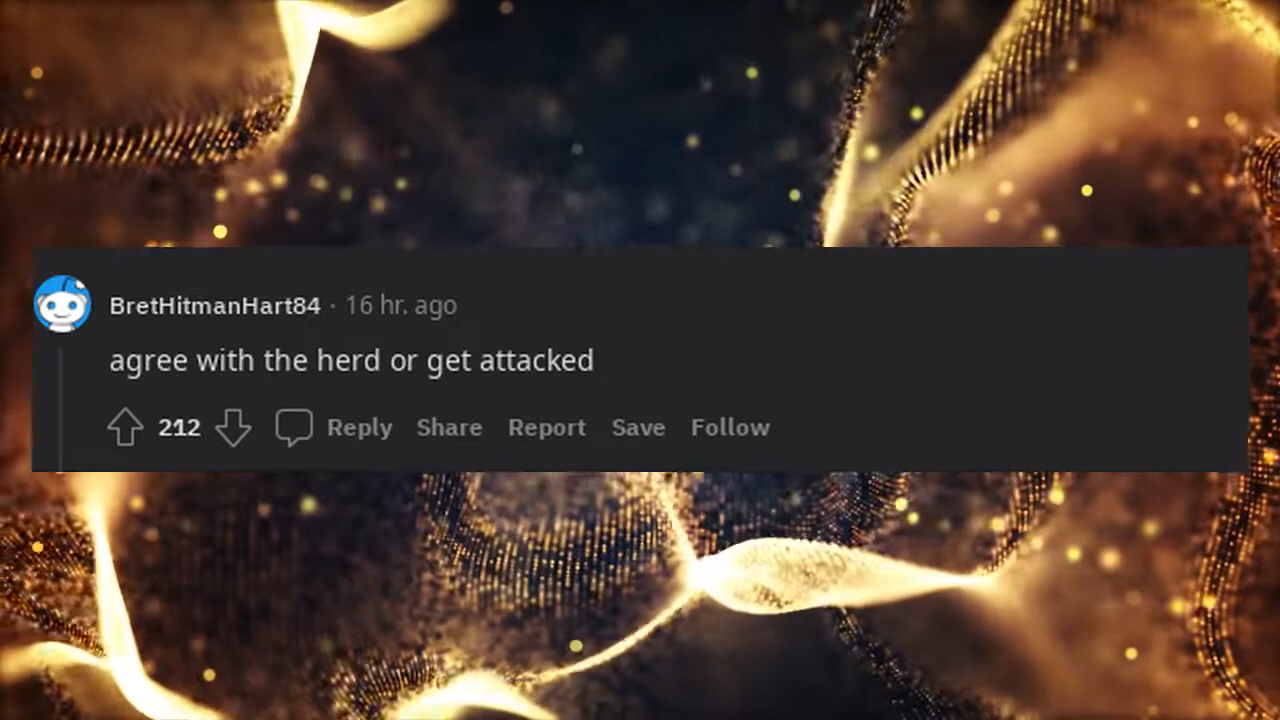 BretHitmanHart84 · 16 hr. ago
agree with the herd or get attacked
212 Reply Share Report Save Follow